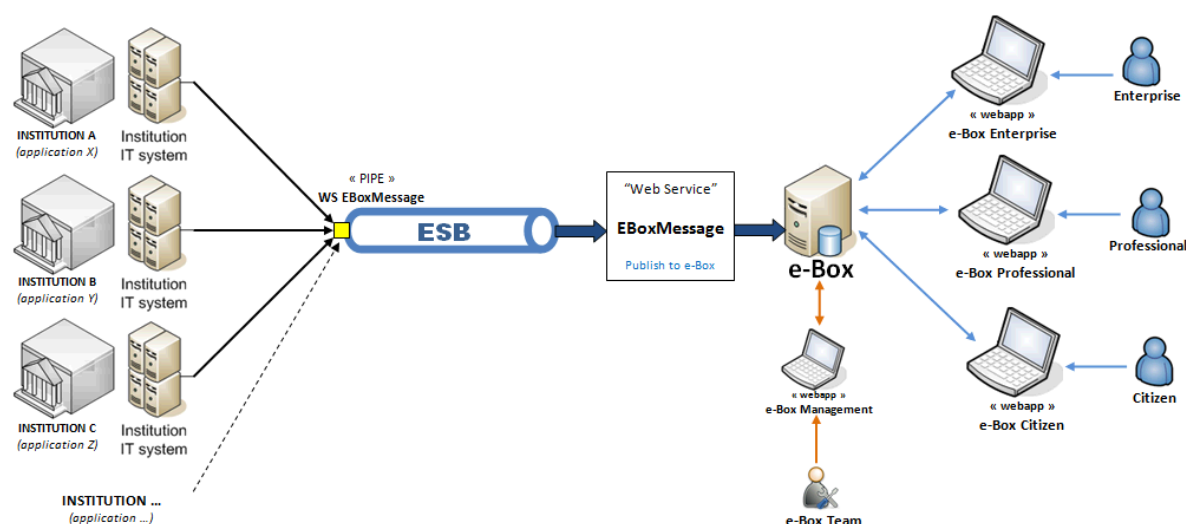 INSTITUTION A
(application X)
Institution
IT system
INSTITUTION B
(application Y)
Institution
IT system
INSTITUTION C
(application Z)
Institution
IT system
INSTITUTION ...
(application ...)
« PIPE »
WS EBoxMessage
ESB
“Web Service”
EBoxMessage
Publish to e-Box
e-Box
« webapp »
e-Box Management
e-Box Team
« webapp »
e-Box Enterprise
Enterprise
« webapp »
e-Box Professional
Professional
« webapp »
e-Box Citizen
Citizen